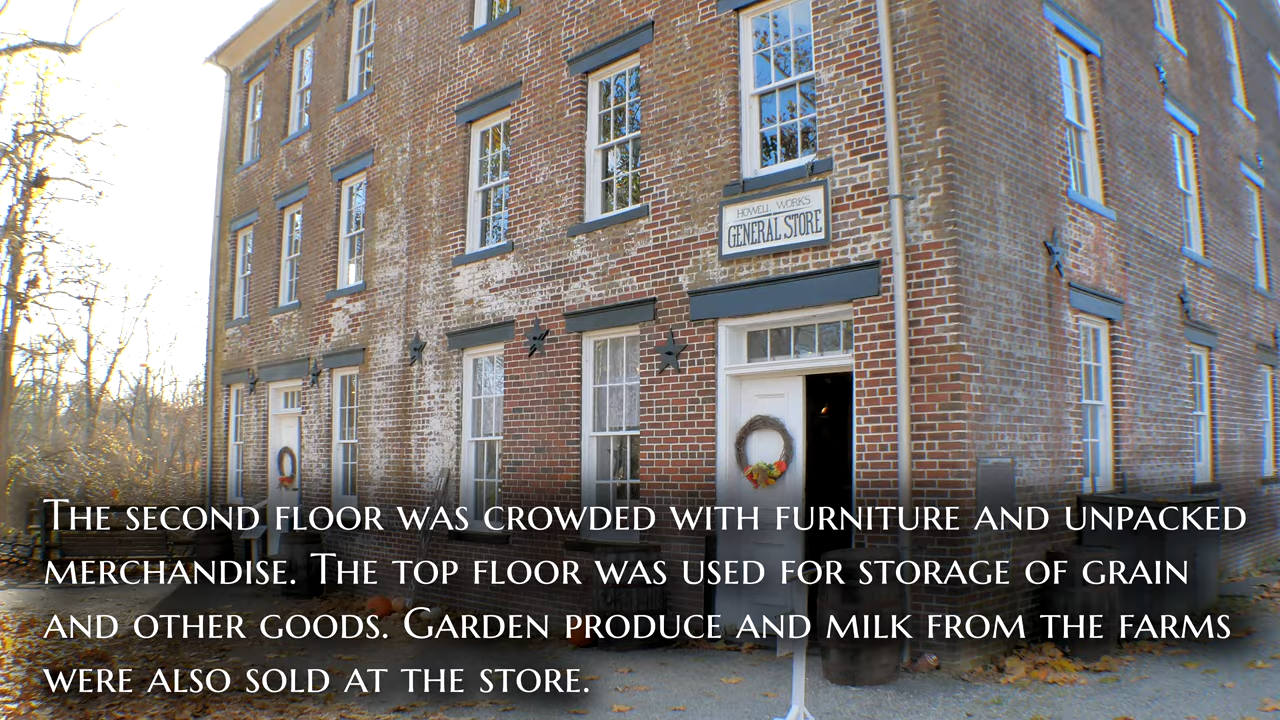 HOWELL WORKS
GENERAL STORE
The second floor was crowded with furniture and unpacked
merchandise. The top floor was used for storage of grain
and other goods. Garden produce and milk from the farms
were also sold at the store.